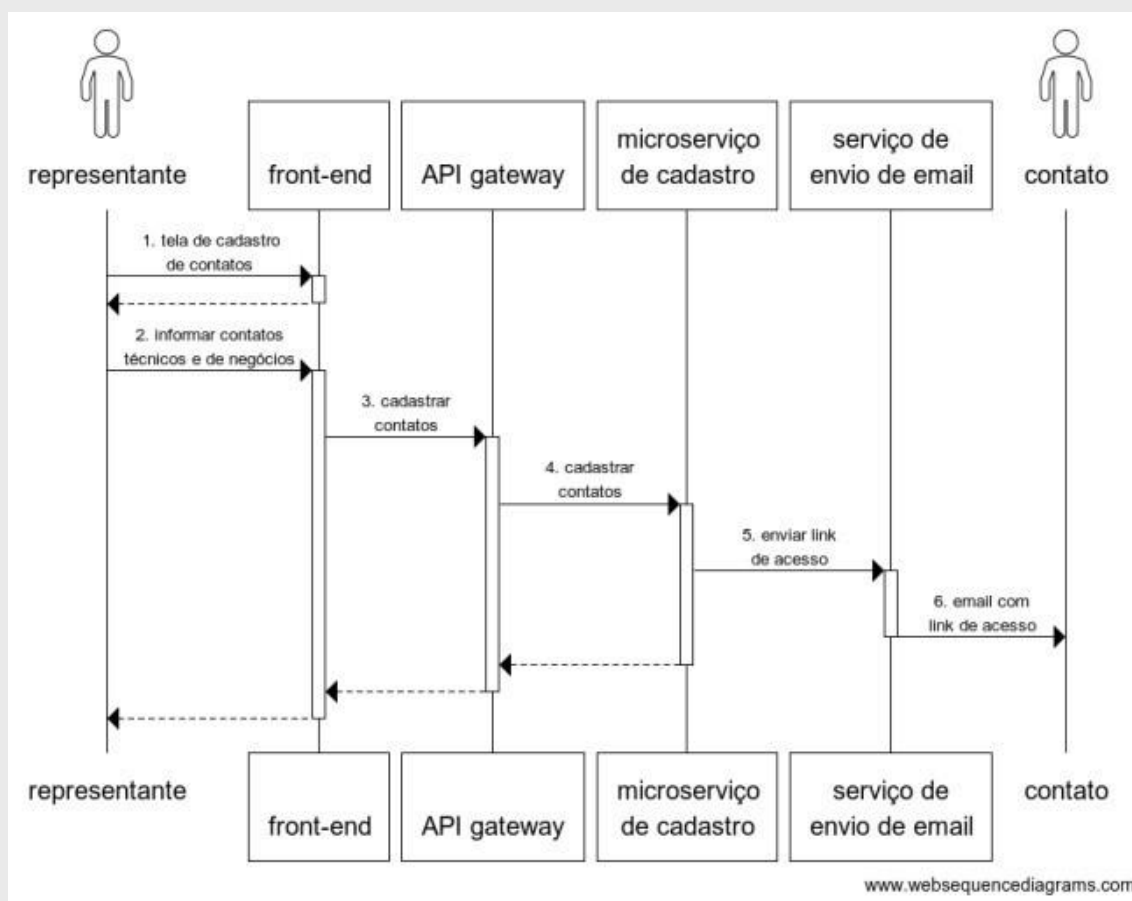 representante
front-end
API gateway
microserviço
de cadastro
serviço de
envio de email
contato
1. tela de cadastro
de contatos
2. informar contatos
técnicos e de negócios
3. cadastrar
contatos
4. cadastrar
contatos
5. enviar link
de acesso
6. email com
link de acesso
representante
front-end
API gateway
microserviço
de cadastro
serviço de
envio de email
contato
www.websequencediagrams.com